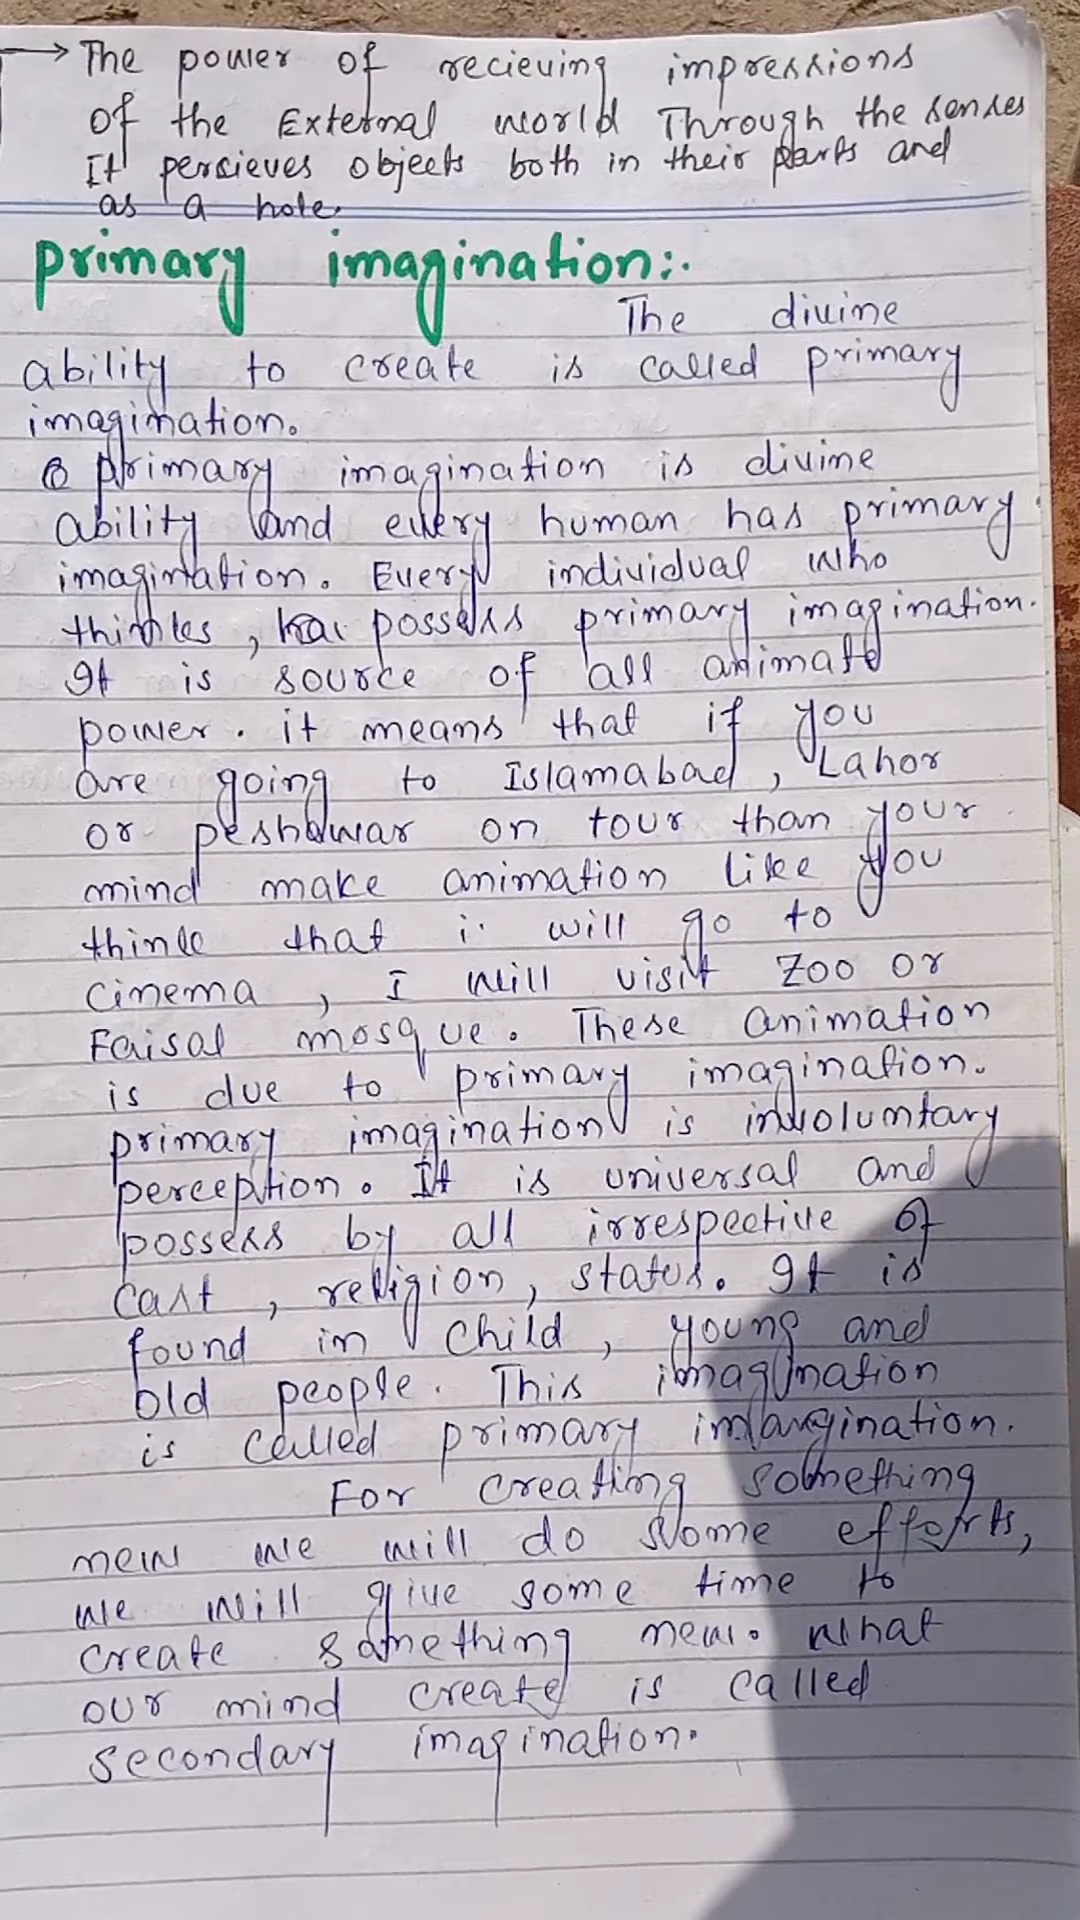 → The power of recieving impressions
of the External world Through the senses
It percieves objects both in their parts and
as a hole.
primary imagination:.
The divine
ability to create is called primary
imagination.
primary imagination is divine
ability and every human has primary
imagination. Every individual who
thinks, possess primary imagination.
It is source of all animate
power. it means that if you
are going to Islamabad, Lahor
or peshawar on tour than your
mind make animation like you
think that i will go to
cinema, I will visit Zoo or
Faisal mosque. These animation
is due to primary imagination.
primary imagination is involuntary
perception. It is universal and
possess by all irrespective of
cast, religion, status. It is
found in child, young and
old people. This imagination
is called primary imagination.
For creating something
new we will do some efforts,
we will give some time to
create something new. what
our mind create is called
secondary imagination.